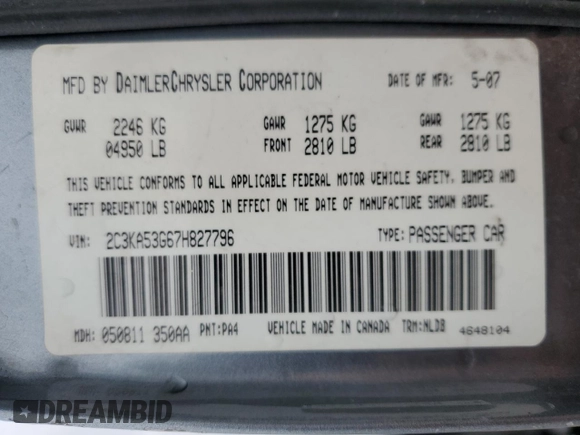 MFD BY DAIMLERCHRYSLER CORPORATION DATE OF MFR: 5-07
GVWR 2246 KG GAWR 1275 KG GAWR 1275 KG
04950 LB FRONT 2810 LB REAR 2810 LB
THIS VEHICLE CONFORMS TO ALL APPLICABLE FEDERAL MOTOR VEHICLE SAFETY, BUMPER AND
THEFT PREVENTION STANDARDS IN EFFECT ON THE DATE OF MANUFACTURE SHOWN ABOVE.
VIN: 2C3KA53G67H827796 TYPE: PASSENGER CAR
MDH: 050811 350AA PNT:PA4 VEHICLE MADE IN CANADA TRM:NLDB 4648104
DREAMBID